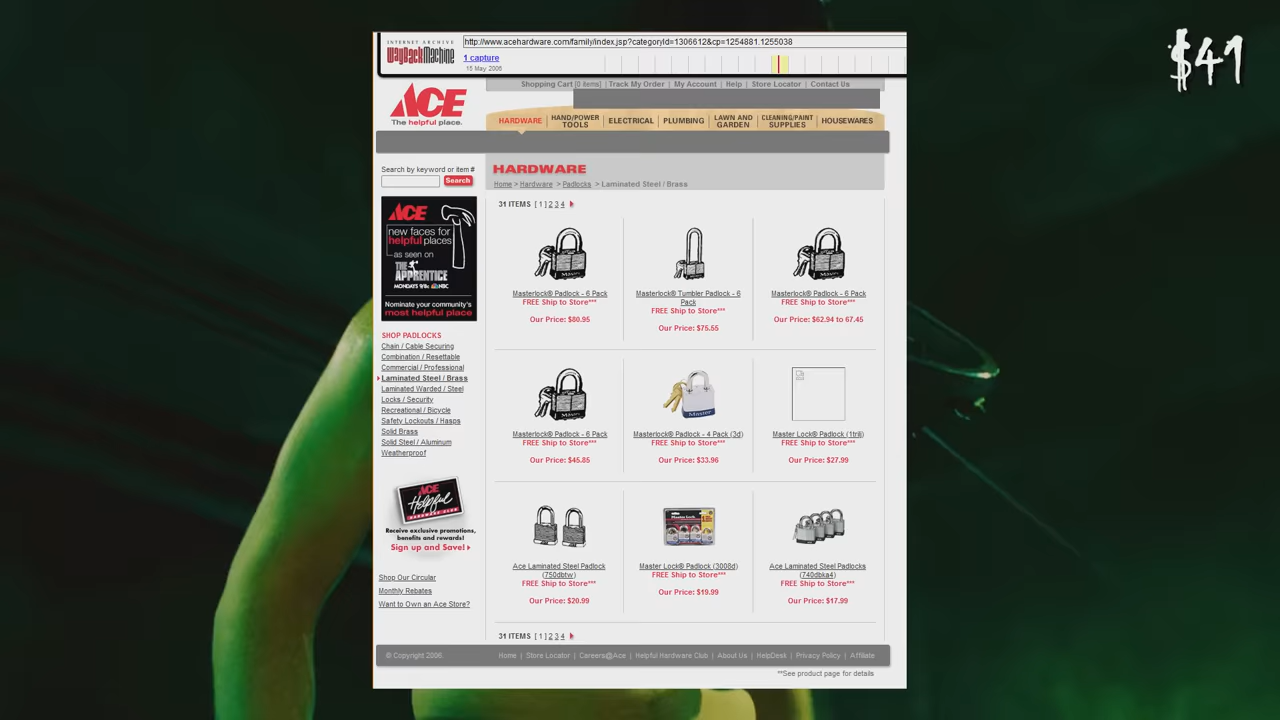 $41
INTERNET ARCHIVE
WayBackMachine
http://www.acehardware.com/family/index.jsp?categoryId=1306612&cp=1254881.1255038
1 capture
15 May 2006
Shopping Cart [0 items] | Track My Order | My Account | Help | Store Locator | Contact Us
ACE
The helpful place.
HARDWARE
HAND/POWER TOOLS
ELECTRICAL
PLUMBING
LAWN AND GARDEN
CLEANING/PAINT SUPPLIES
HOUSEWARES
Search by keyword or item #
Search
HARDWARE
Home > Hardware > Padlocks > Laminated Steel / Brass
ACE
new faces for
helpful places
as seen on
THE APPRENTICE
MONDAYS 9/8c NBC
Nominate your community's
most helpful place
SHOP PADLOCKS
Chain / Cable Securing
Combination / Resettable
Commercial / Professional
Laminated Steel / Brass
Laminated Warded / Steel
Locks / Security
Recreational / Bicycle
Safety Lockouts / Hasps
Solid Brass
Solid Steel / Aluminum
Weatherproof
ACE
Helpful
HARDWARE CLUB
Receive exclusive promotions,
benefits and rewards!
Sign up and Save!
Shop Our Circular
Monthly Rebates
Want to Own an Ace Store?
31 ITEMS [ 1 ] 2 3 4
Masterlock® Padlock - 6 Pack
FREE Ship to Store***
Our Price: $80.95
Masterlock® Tumbler Padlock - 6
Pack
FREE Ship to Store***
Our Price: $75.55
Masterlock® Padlock - 6 Pack
FREE Ship to Store***
Our Price: $62.94 to 67.45
Masterlock® Padlock - 6 Pack
FREE Ship to Store***
Our Price: $45.85
Masterlock® Padlock - 4 Pack (3d)
FREE Ship to Store***
Our Price: $33.96
Master Lock® Padlock (1trili)
FREE Ship to Store***
Our Price: $27.99
Ace Laminated Steel Padlock
(750dbtw)
FREE Ship to Store***
Our Price: $20.99
Master Lock® Padlock (3008d)
FREE Ship to Store***
Our Price: $19.99
Ace Laminated Steel Padlocks
(740dbka4)
FREE Ship to Store***
Our Price: $17.99
31 ITEMS [ 1 ] 2 3 4
© Copyright 2006.
Home | Store Locator | Careers@Ace | Helpful Hardware Club | About Us | HelpDesk | Privacy Policy | Affiliate
**See product page for details